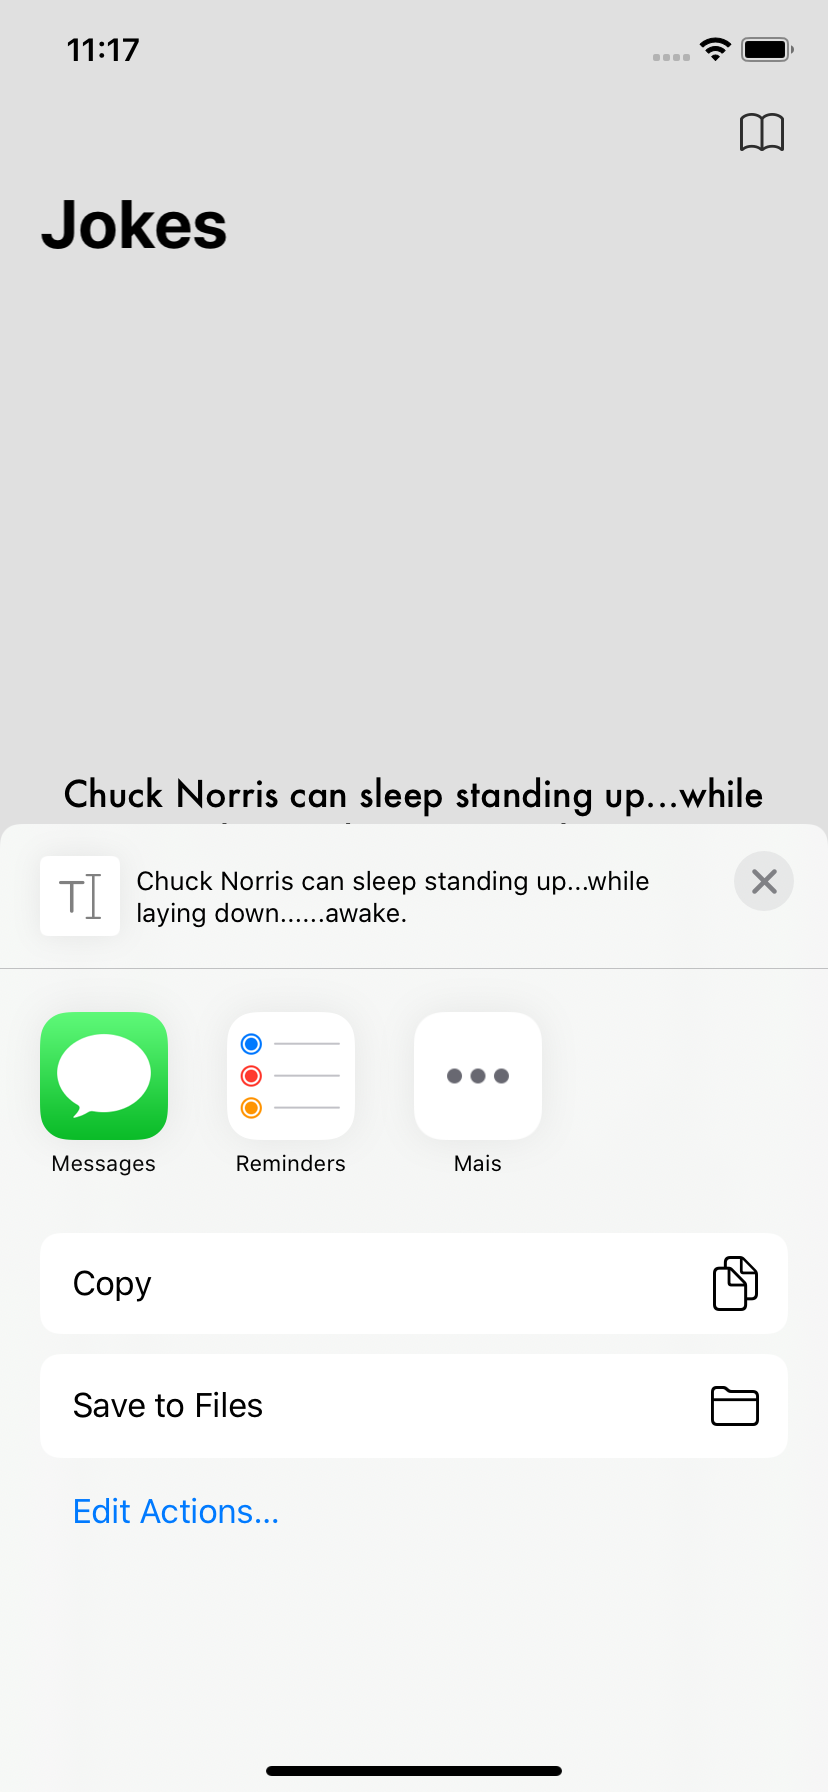 11:17
Jokes
Chuck Norris can sleep standing up...while
Chuck Norris can sleep standing up...while
laying down......awake.
Messages
Reminders
Mais
Copy
Save to Files
Edit Actions...